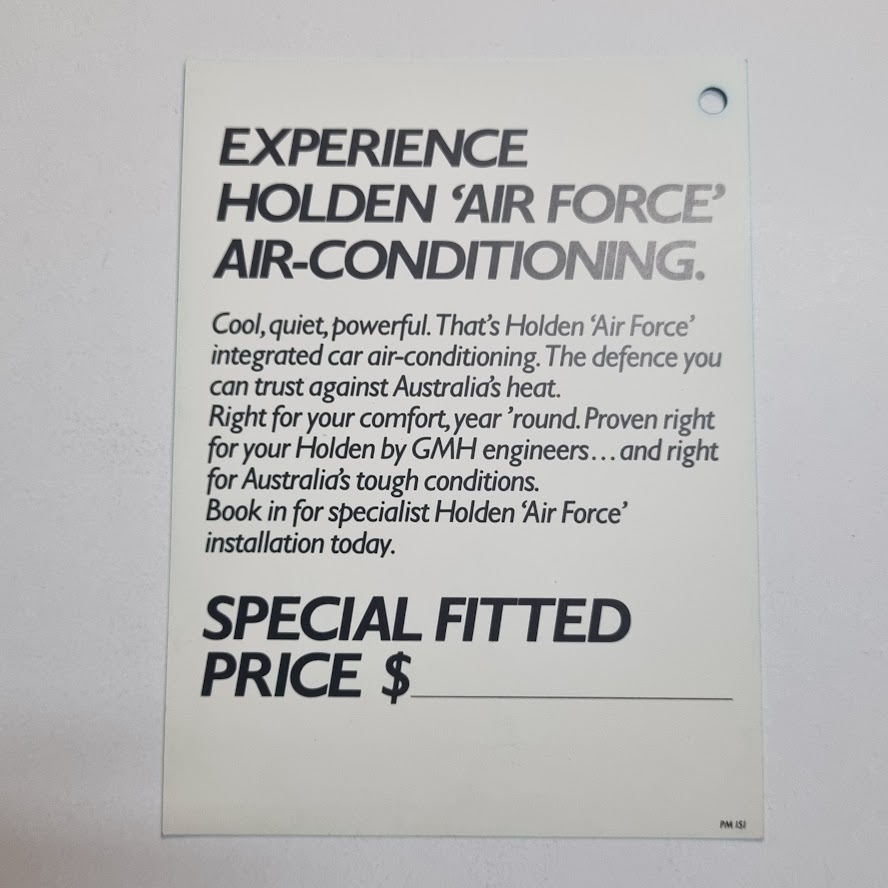 EXPERIENCE
HOLDEN ‘AIR FORCE’
AIR-CONDITIONING.
Cool, quiet, powerful. That’s Holden ‘Air Force’
integrated car air-conditioning. The defence you
can trust against Australia’s heat.
Right for your comfort, year ’round. Proven right
for your Holden by GMH engineers...and right
for Australia’s tough conditions.
Book in for specialist Holden ‘Air Force’
installation today.
SPECIAL FITTED
PRICE $
PM 151